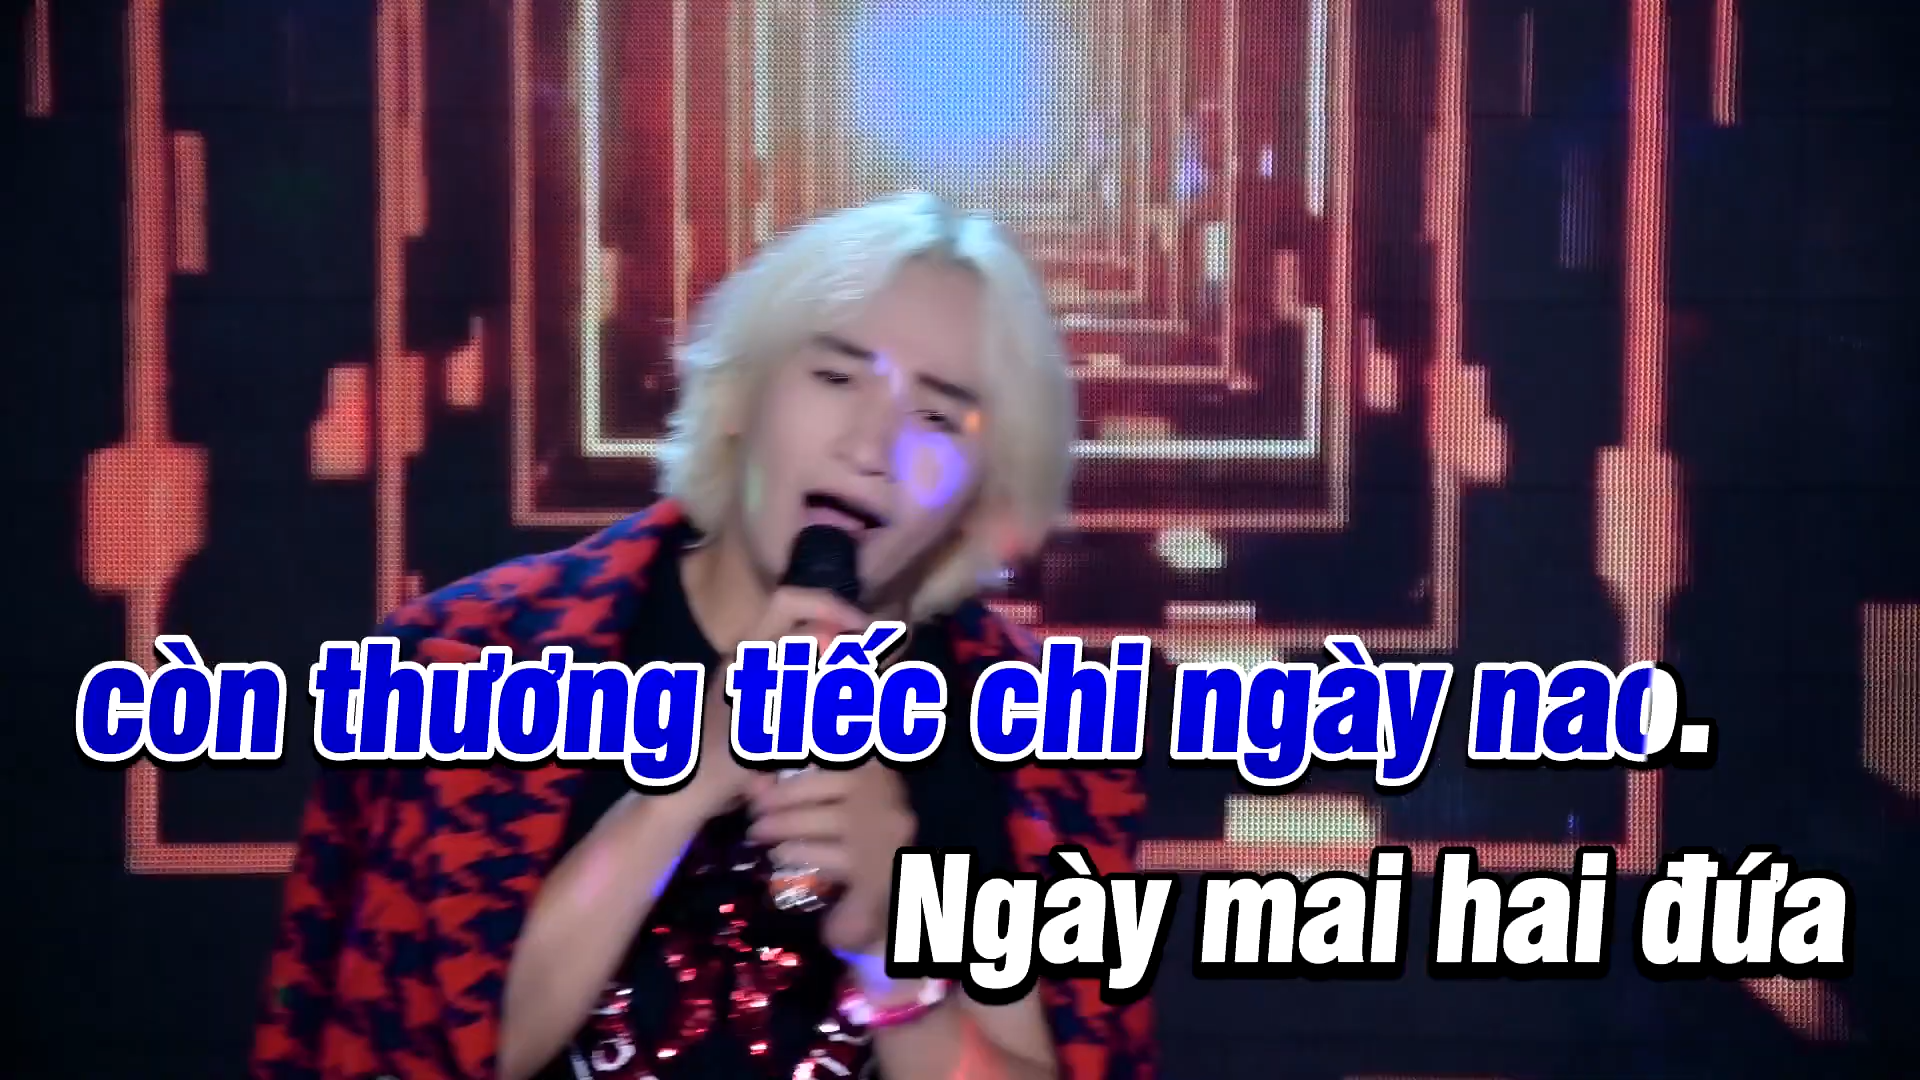 còn thương tiếc chi ngày nao.
Ngày mai hai đứa